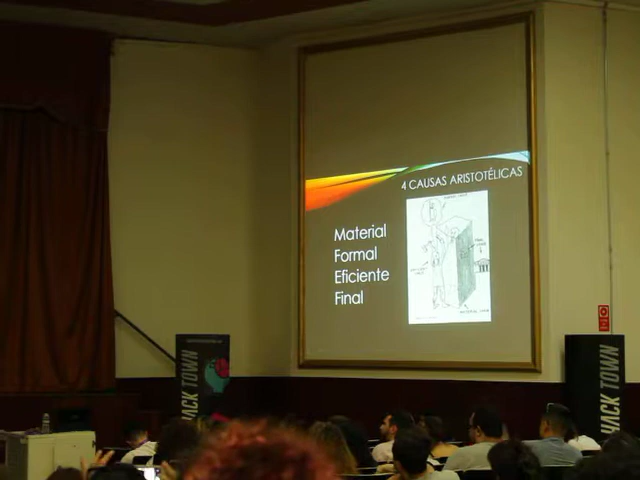 4 CAUSAS ARISTOTÉLICAS
Material
Formal
Eficiente
Final
HACK TOWN
HACK TOWN